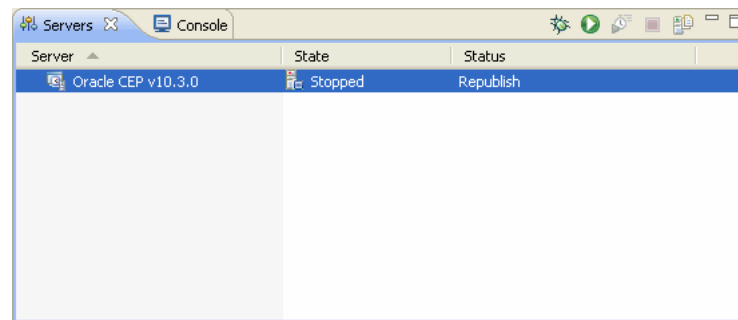 Servers Console
Server State Status
Oracle CEP v10.3.0 Stopped Republish